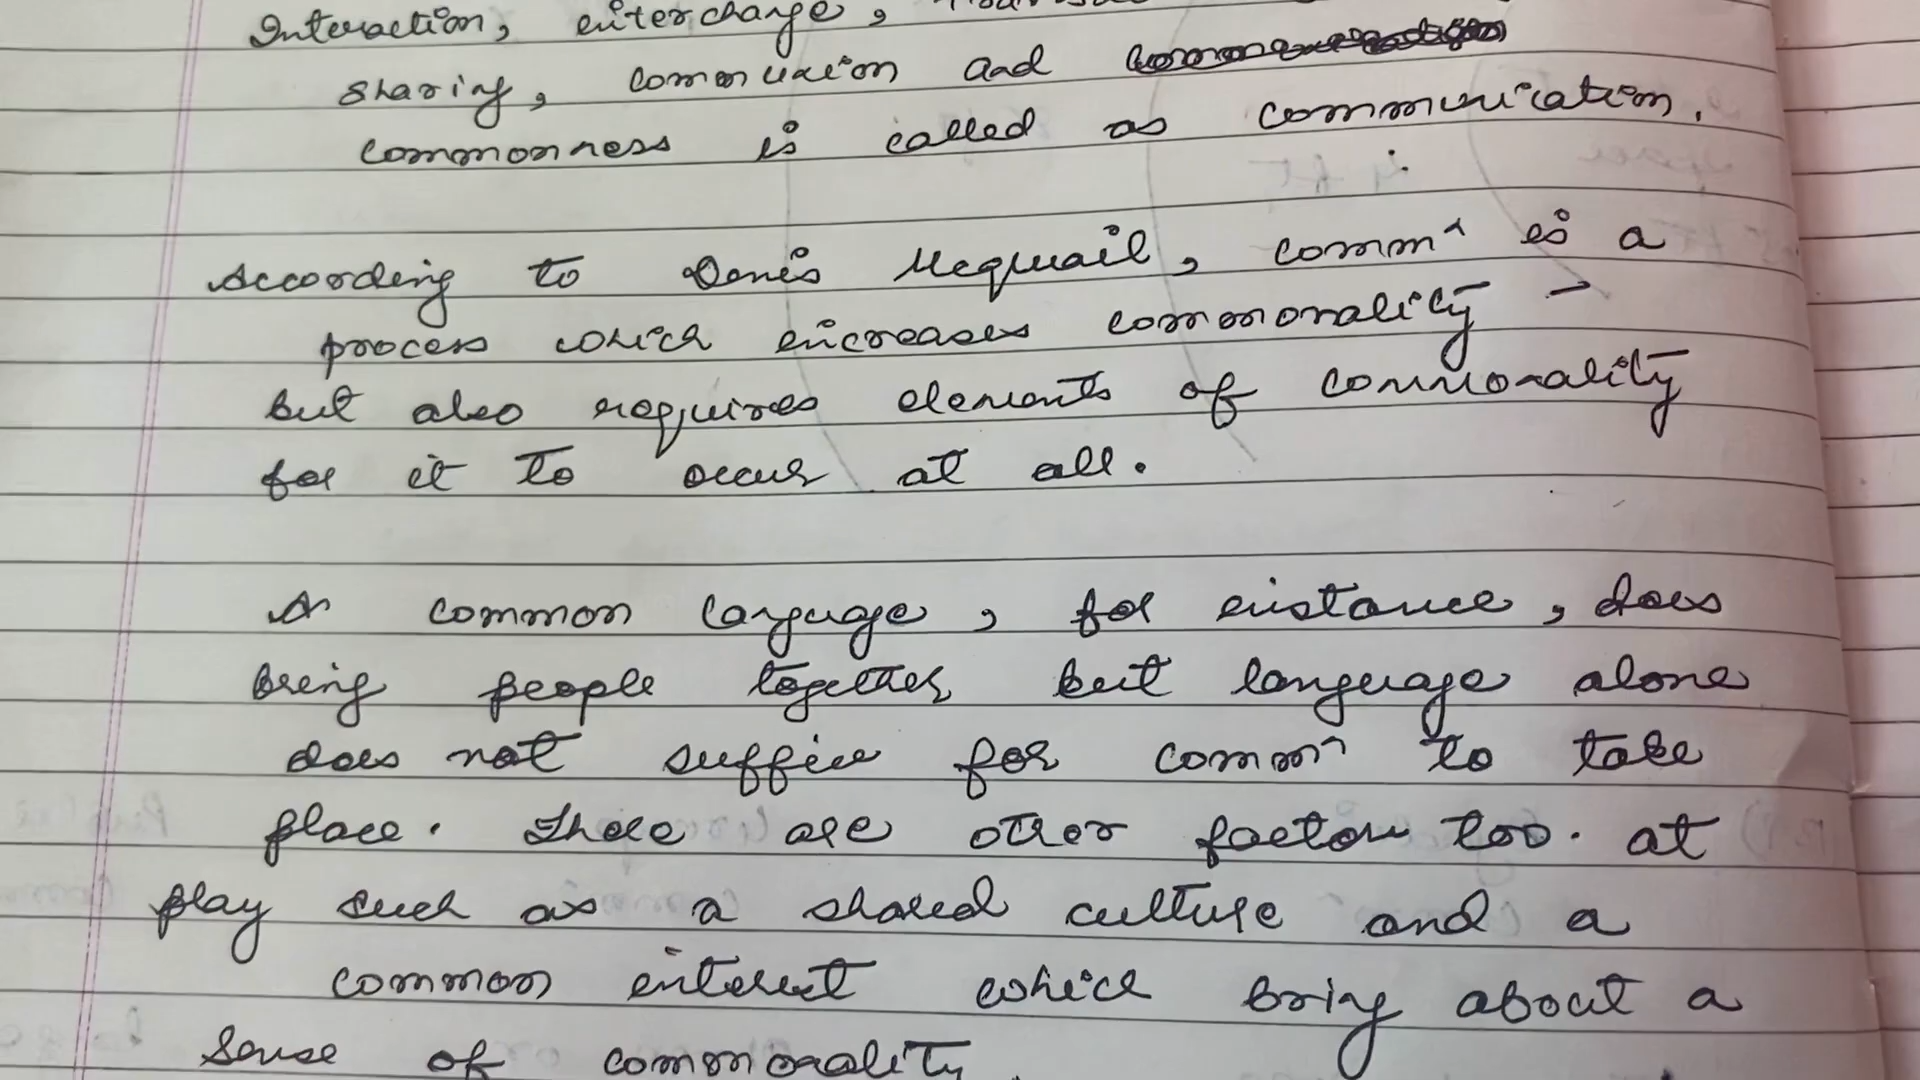 Interaction, interchange,
sharing, communion and
commonness is called as communication.
According to Denis Mcquail, commⁿ is a
process which increases commonality -
but also requires elements of commonality
for it to occur at all.
A common language, for instance, does
bring people together but language alone
does not suffice for commⁿ to take
place. There are other factors too. at
play such as a shared culture and a
common interest which bring about a
sense of commonality.